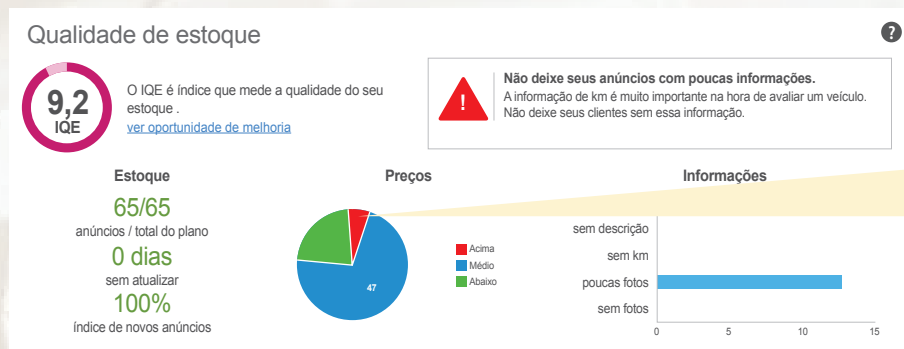 Qualidade de estoque
?
9,2
IQE
O IQE é índice que mede a qualidade do seu
estoque .
ver oportunidade de melhoria
!
Não deixe seus anúncios com poucas informações.
A informação de km é muito importante na hora de avaliar um veículo.
Não deixe seus clientes sem essa informação.
Estoque
65/65
anúncios / total do plano
0 dias
sem atualizar
100%
índice de novos anúncios
Preços
47
Acima
Médio
Abaixo
Informações
sem descrição
sem km
poucas fotos
sem fotos
0 5 10 15